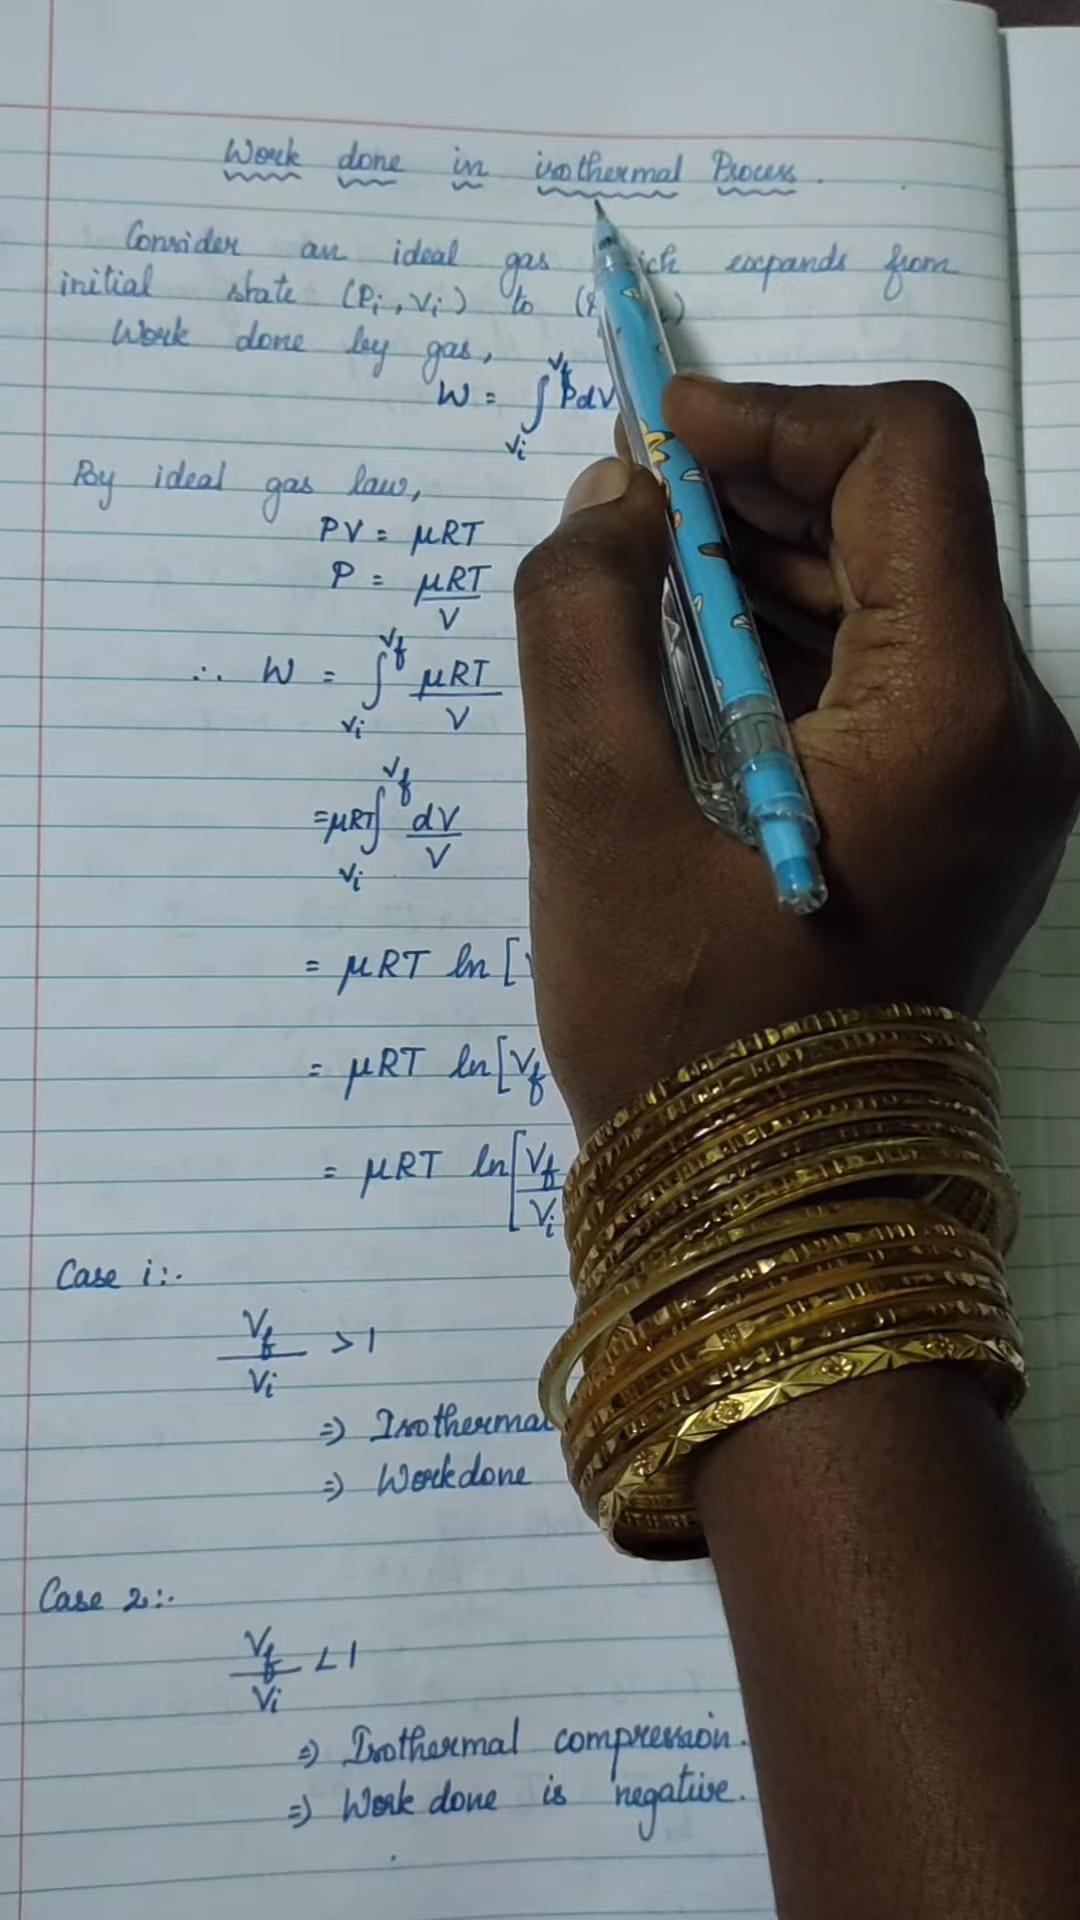 Work done in isothermal Process.
Consider an ideal gas expands from
initial state (Pi, Vi) to
Work done by gas,
W = ∫ Vf Vi PdV
By ideal gas law,
PV = μRT
P = μRT/V
∴ W = ∫ Vf Vi μRT/V
= μRT ∫ Vf Vi dV/V
= μRT ln [
= μRT ln [Vf
= μRT ln [Vf/Vi
Case i:-
Vf/Vi > 1
⇒ Isothermal
⇒ Workdone
Case 2:-
Vf/Vi < 1
⇒ Isothermal compression.
⇒ Work done is negative.